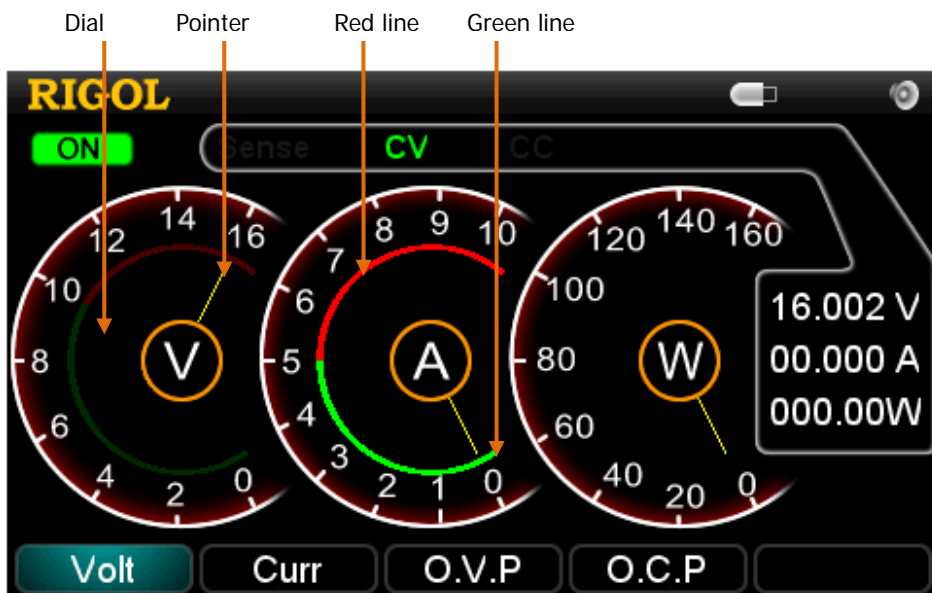 Dial Pointer Red line Green line
RIGOL
ON Sense CV CC
0 2 4 6 8 10 12 14 16
V
0 1 2 3 4 5 6 7 8 9 10
A
0 20 40 60 80 100 120 140 160
W
16.002 V
00.000 A
000.00W
Volt Curr O.V.P O.C.P